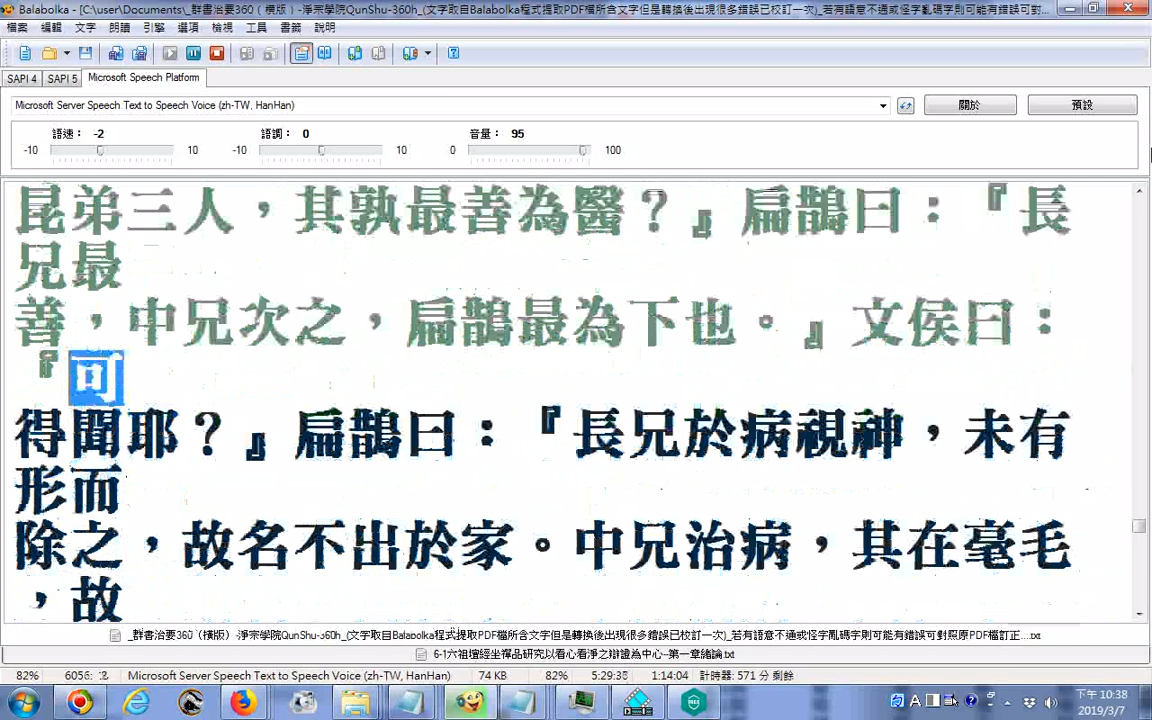 Balabolka - [C:\user\Documents\_群書治要360（橫版）-淨宗學院QunShu-360h_(文字取自Balabolka程式提取PDF檔所含文字但是轉換後出現很多錯誤已校訂一次)_若有語意不通或怪字亂碼字則可能有錯誤可對...
檔案 編輯 文字 朗讀 引擎 選項 檢視 工具 書籤 說明
SAPI 4 SAPI 5 Microsoft Speech Platform
Microsoft Server Speech Text to Speech Voice (zh-TW, HanHan) 關於 預設
語速： -2 語調： 0 音量： 95
-10 10 -10 10 0 100
昆弟三人，其孰最善為醫？』扁鵲曰：『長
兄最
善，中兄次之，扁鵲最為下也。』文侯曰：
『可
得聞耶？』扁鵲曰：『長兄於病視神，未有
形而
除之，故名不出於家。中兄治病，其在毫毛
，故
_群書治要360（橫版）-淨宗學院QunShu-360h_(文字取自Balabolka程式提取PDF檔所含文字但是轉換後出現很多錯誤已校訂一次)_若有語意不通或怪字亂碼字則可能有錯誤可對照原PDF檔訂正....txt
6-1六祖壇經坐禪品研究以看心看淨之辯證為中心--第一章緒論.txt
82% Microsoft Server Speech Text to Speech Voice (zh-TW, HanHan) 74 KB 82% 5:29:38 1:14:04 計時器: 571 分 剩餘
下午 10:38
2019/3/7